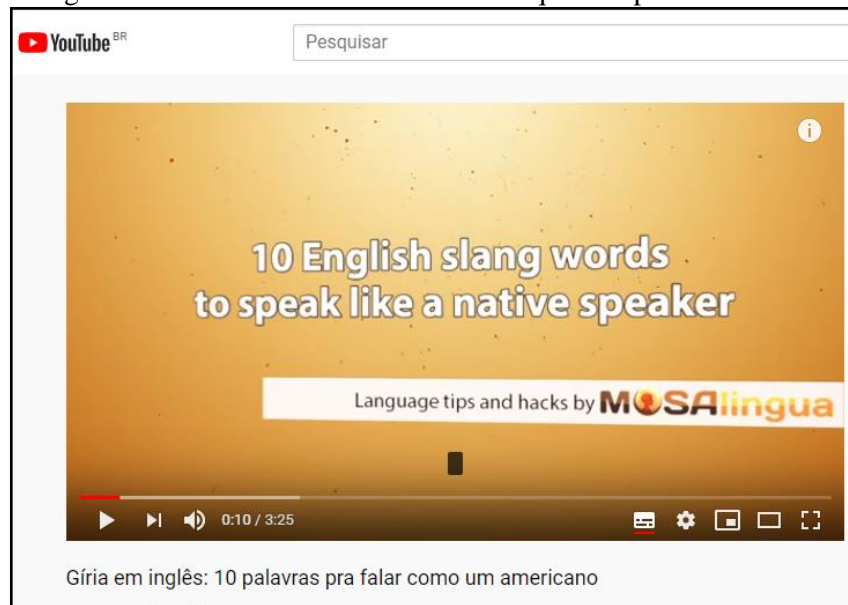 YouTube BR
Pesquisar
i
10 English slang words
to speak like a native speaker
Language tips and hacks by MOSAlingua
0:10 / 3:25
Gíria em inglês: 10 palavras pra falar como um americano